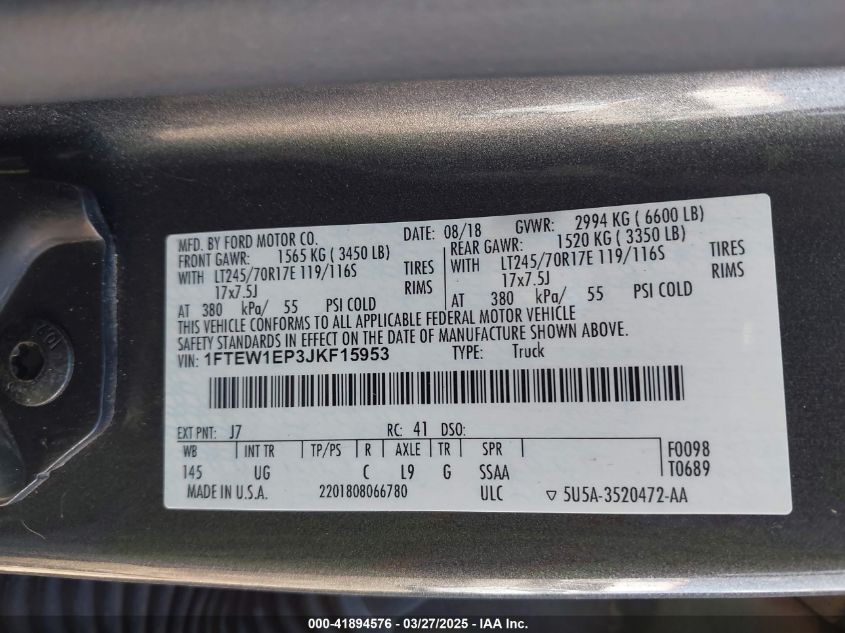 MFD. BY FORD MOTOR CO. DATE: 08/18 GVWR: 2994 KG ( 6600 LB)
FRONT GAWR: 1565 KG ( 3450 LB) REAR GAWR: 1520 KG ( 3350 LB)
WITH LT245/70R17E 119/116S TIRES WITH LT245/70R17E 119/116S TIRES
17x7.5J RIMS 17x7.5J RIMS
AT 380 kPa/ 55 PSI COLD AT 380 kPa/ 55 PSI COLD
THIS VEHICLE CONFORMS TO ALL APPLICABLE FEDERAL MOTOR VEHICLE
SAFETY STANDARDS IN EFFECT ON THE DATE OF MANUFACTURE SHOWN ABOVE.
VIN: 1FTEW1EP3JKF15953 TYPE: Truck
EXT PNT: J7 RC: 41 DSO:
WB INT TR TP/PS R AXLE TR SPR F0098
145 UG C L9 G SSAA T0689
MADE IN U.S.A. 2201808066780 ULC ▽ 5U5A-3520472-AA
000-41894576 — 03/27/2025 — IAA Inc.